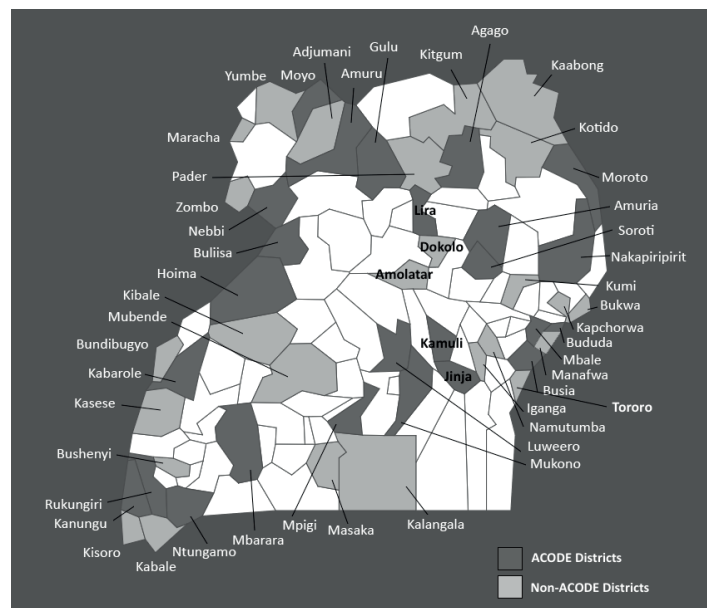 Agago
Gulu
Kitgum
Adjumani
Kaabong
Yumbe
Moyo
Amuru
Kotido
Maracha
Pader
Moroto
Zombo
Lira
Amuria
Nebbi
Soroti
Buliisa
Dokolo
Nakapiripirit
Hoima
Amolatar
Kumi
Kibale
Bukwa
Mubende
Kapchorwa
Bundibugyo
Kamuli
Bududa
Mbale
Kabarole
Jinja
Manafwa
Busia
Kasese
Iganga
Tororo
Namutumba
Luweero
Bushenyi
Mukono
Rukungiri
Kanungu
Mpigi
Masaka
Kalangala
Mbarara
Kisoro
Ntungamo
Kabale
ACODE Districts
Non-ACODE Districts